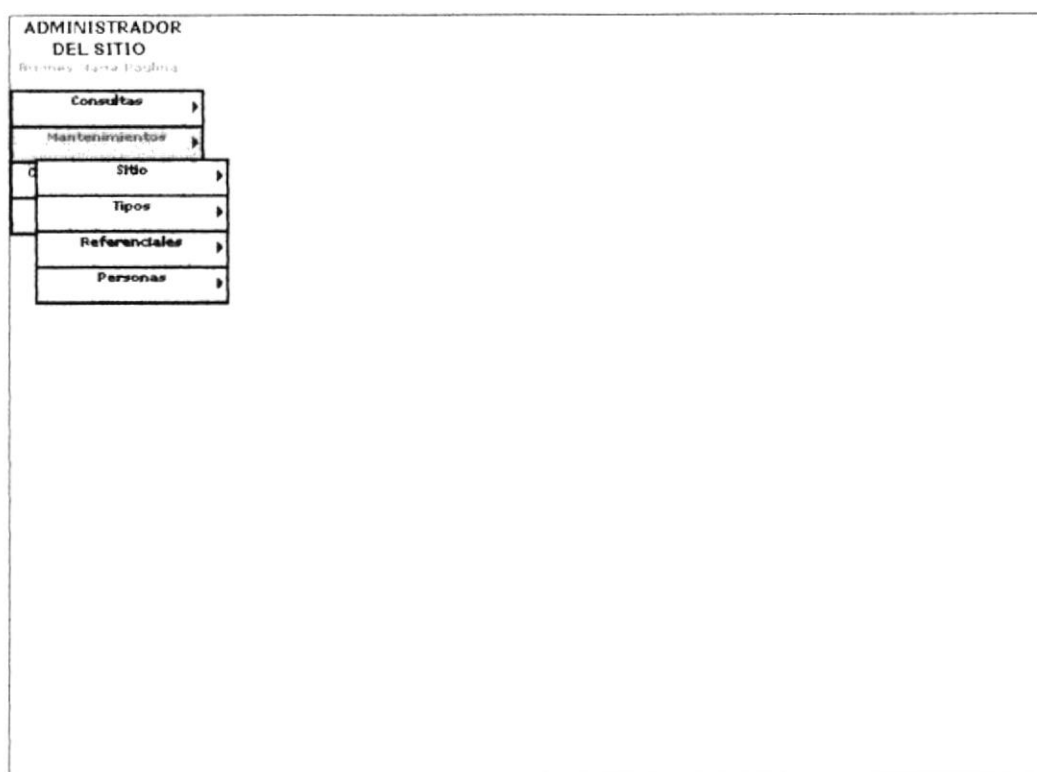 ADMINISTRADOR
DEL SITIO
Consultas
Mantenimientos
Sitio
Tipos
Referenciales
Personas